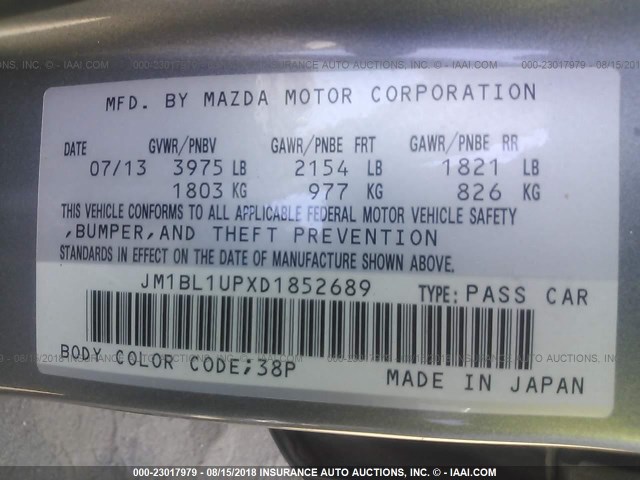 MFD. BY MAZDA MOTOR CORPORATION
DATE GVWR/PNBV GAWR/PNBE FRT GAWR/PNBE RR
07/13 3975 LB 2154 LB 1821 LB
1803 KG 977 KG 826 KG
THIS VEHICLE CONFORMS TO ALL APPLICABLE FEDERAL MOTOR VEHICLE SAFETY
,BUMPER,AND THEFT PREVENTION
STANDARDS IN EFFECT ON THE DATE OF MANUFACTURE SHOWN ABOVE.
JM1BL1UPXD1852689 TYPE:PASS CAR
BODY COLOR CODE;38P
MADE IN JAPAN
000-23017979 - 08/15/2018 INSURANCE AUTO AUCTIONS, INC. - © IAAI.COM